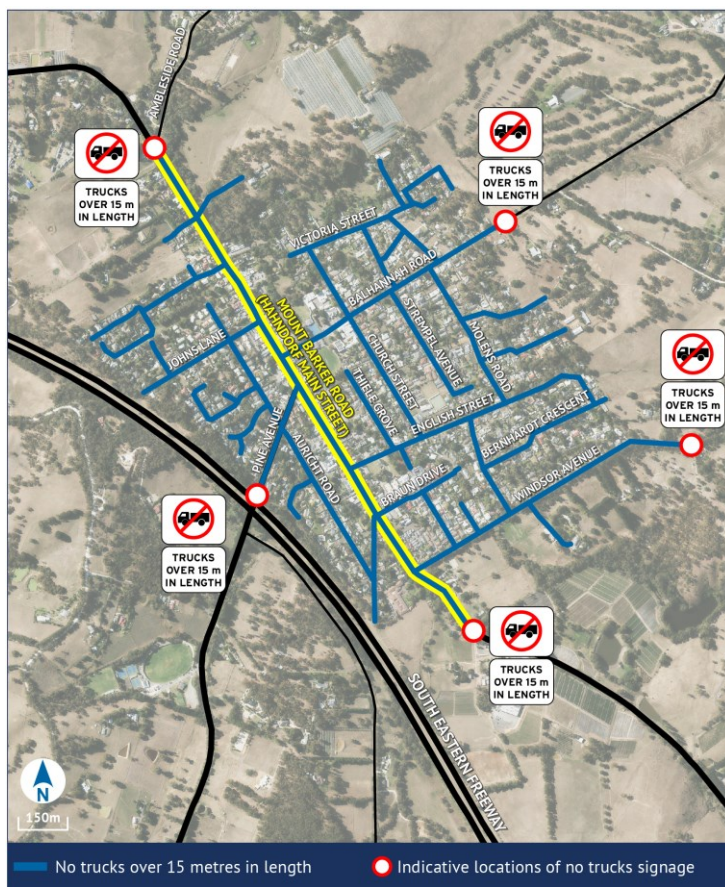 AMBLESIDE ROAD
TRUCKS
OVER 15 m
IN LENGTH
TRUCKS
OVER 15 m
IN LENGTH
VICTORIA STREET
BALHANNAH ROAD
MOUNT BARKER ROAD
(HAHNDORF MAIN STREET)
STREMPEL AVENUE
MOLENS ROAD
JOHNS LANE
CHURCH STREET
THIELE GROVE
ENGLISH STREET
BERNHARDT CRESCENT
TRUCKS
OVER 15 m
IN LENGTH
PINE AVENUE
AURICHT ROAD
BRAUN DRIVE
WINDSOR AVENUE
TRUCKS
OVER 15 m
IN LENGTH
TRUCKS
OVER 15 m
IN LENGTH
SOUTH EASTERN FREEWAY
N
150m
No trucks over 15 metres in length
Indicative locations of no trucks signage